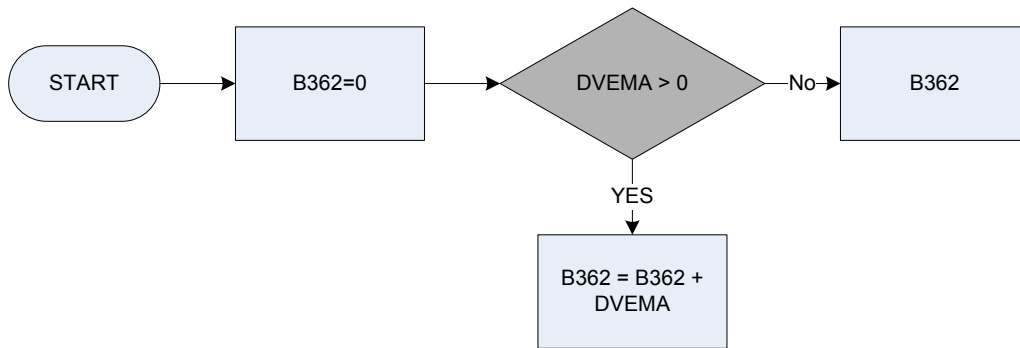 START
B362=0
DVEMA > 0
No
B362
YES
B362 = B362 +
DVEMA